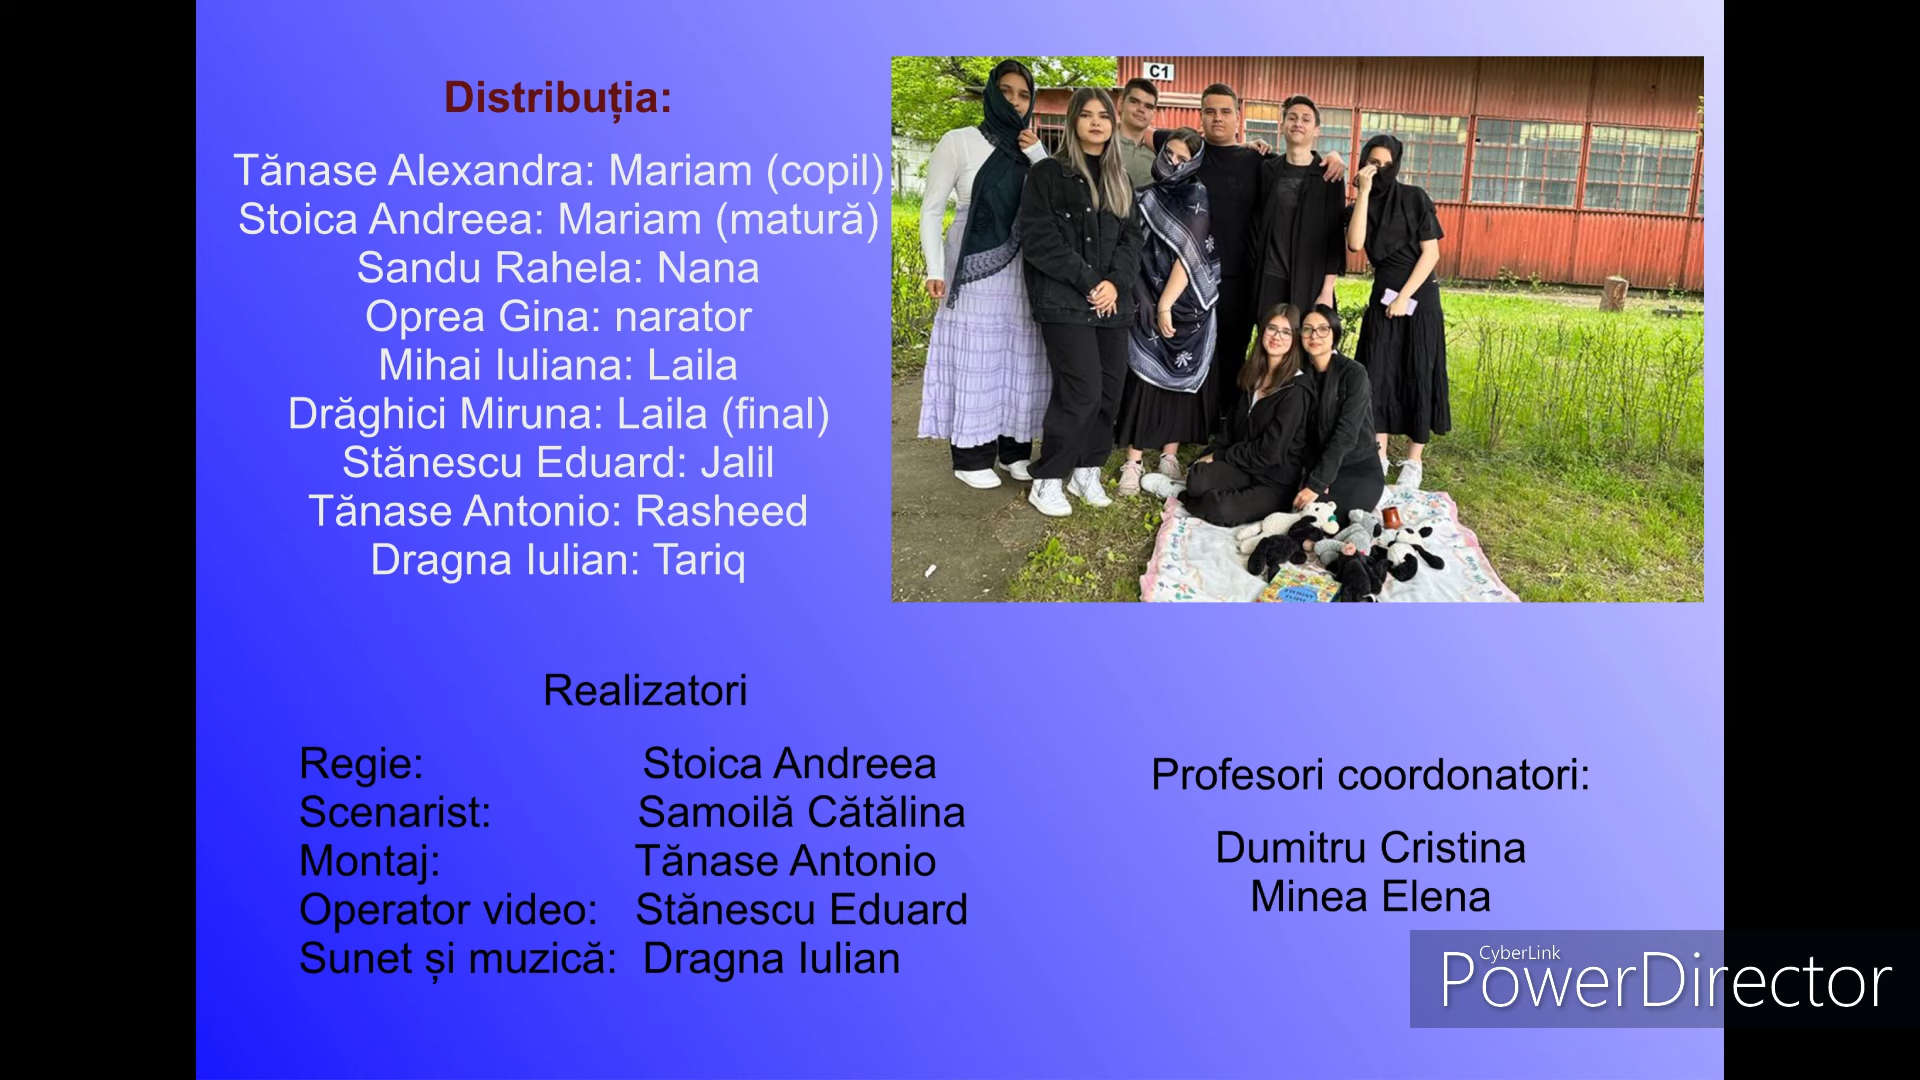 Distribuția:
Tănase Alexandra: Mariam (copil)
Stoica Andreea: Mariam (matură)
Sandu Rahela: Nana
Oprea Gina: narator
Mihai Iuliana: Laila
Drăghici Miruna: Laila (final)
Stănescu Eduard: Jalil
Tănase Antonio: Rasheed
Dragna Iulian: Tariq
C1
Realizatori
Regie: Stoica Andreea
Scenarist: Samoilă Cătălina
Montaj: Tănase Antonio
Operator video: Stănescu Eduard
Sunet și muzică: Dragna Iulian
Profesori coordonatori:
Dumitru Cristina
Minea Elena
CyberLink
PowerDirector